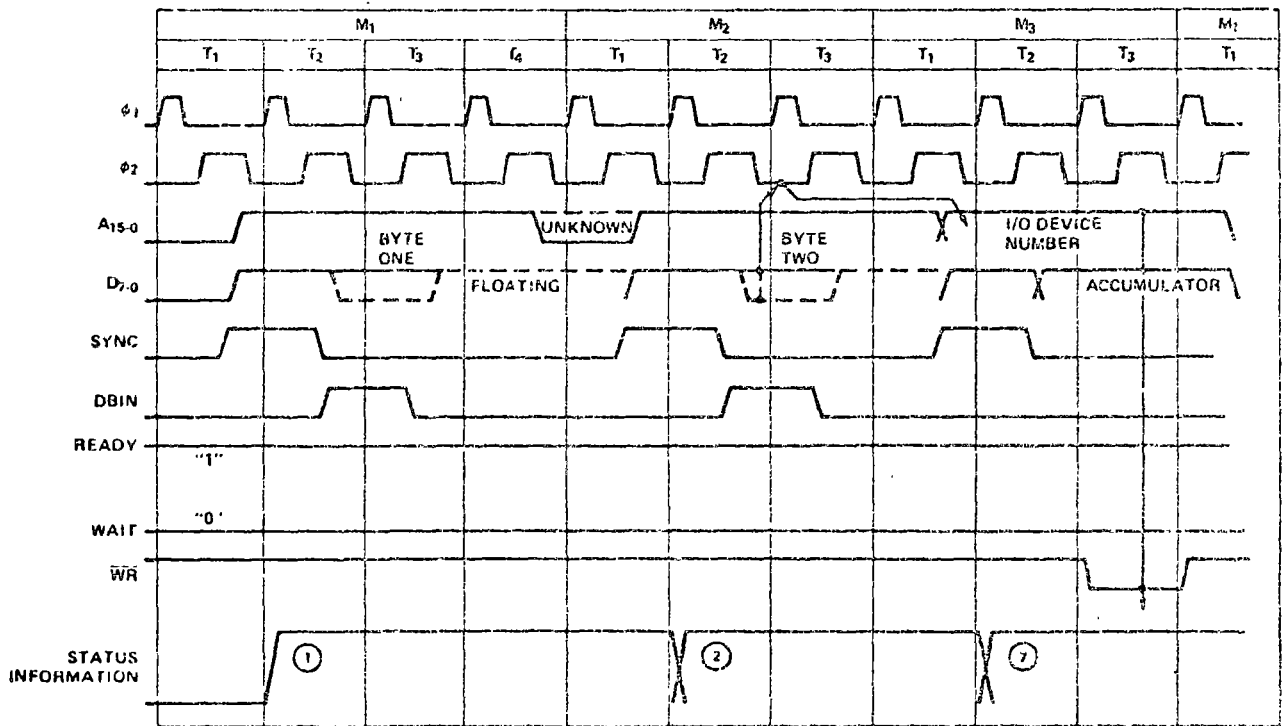 M1 M2 M3 M1
T1 T2 T3 T4 T1 T2 T3 T1 T2 T3 T1
ϕ1
ϕ2
A15-0 UNKNOWN I/O DEVICE
NUMBER
BYTE
ONE
BYTE
TWO
D7-0 FLOATING ACCUMULATOR
SYNC
DBIN
READY
"1"
WAIT "0"
WR
STATUS
INFORMATION
1 2 7